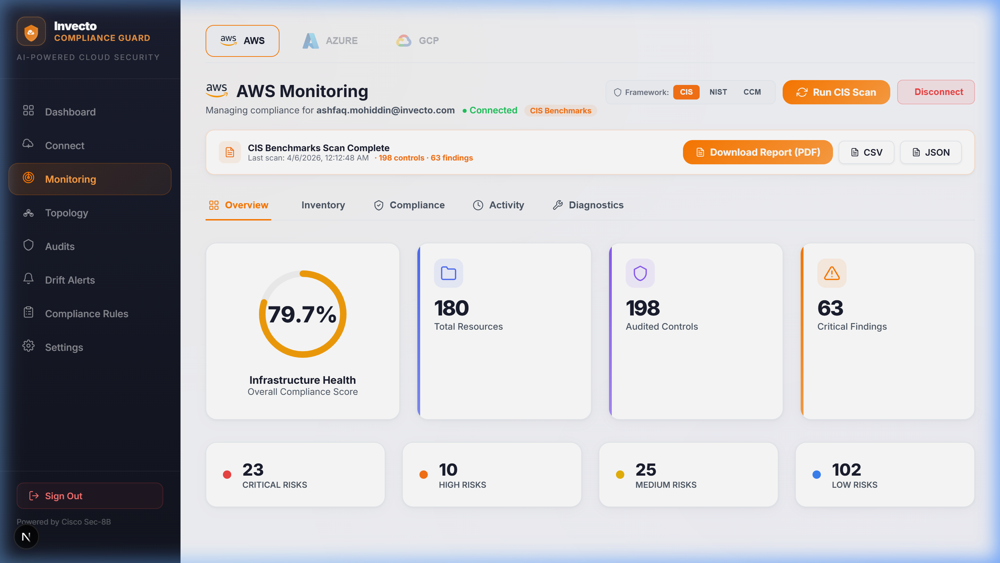 Invecto
COMPLIANCE GUARD
AI-POWERED CLOUD SECURITY
Dashboard
Connect
Monitoring
Topology
Audits
Drift Alerts
Compliance Rules
Settings
Sign Out
Powered by Cisco Sec-8B
N
aws AWS
AZURE
GCP
aws AWS Monitoring
Managing compliance for ashfaq.mohiddin@invecto.com • Connected CIS Benchmarks
Framework: CIS NIST CCM
Run CIS Scan
Disconnect
CIS Benchmarks Scan Complete
Last scan: 4/6/2026, 12:12:48 AM · 198 controls · 63 findings
Download Report (PDF)
CSV
JSON
Overview
Inventory
Compliance
Activity
Diagnostics
79.7%
Infrastructure Health
Overall Compliance Score
180
Total Resources
198
Audited Controls
63
Critical Findings
23
CRITICAL RISKS
10
HIGH RISKS
25
MEDIUM RISKS
102
LOW RISKS